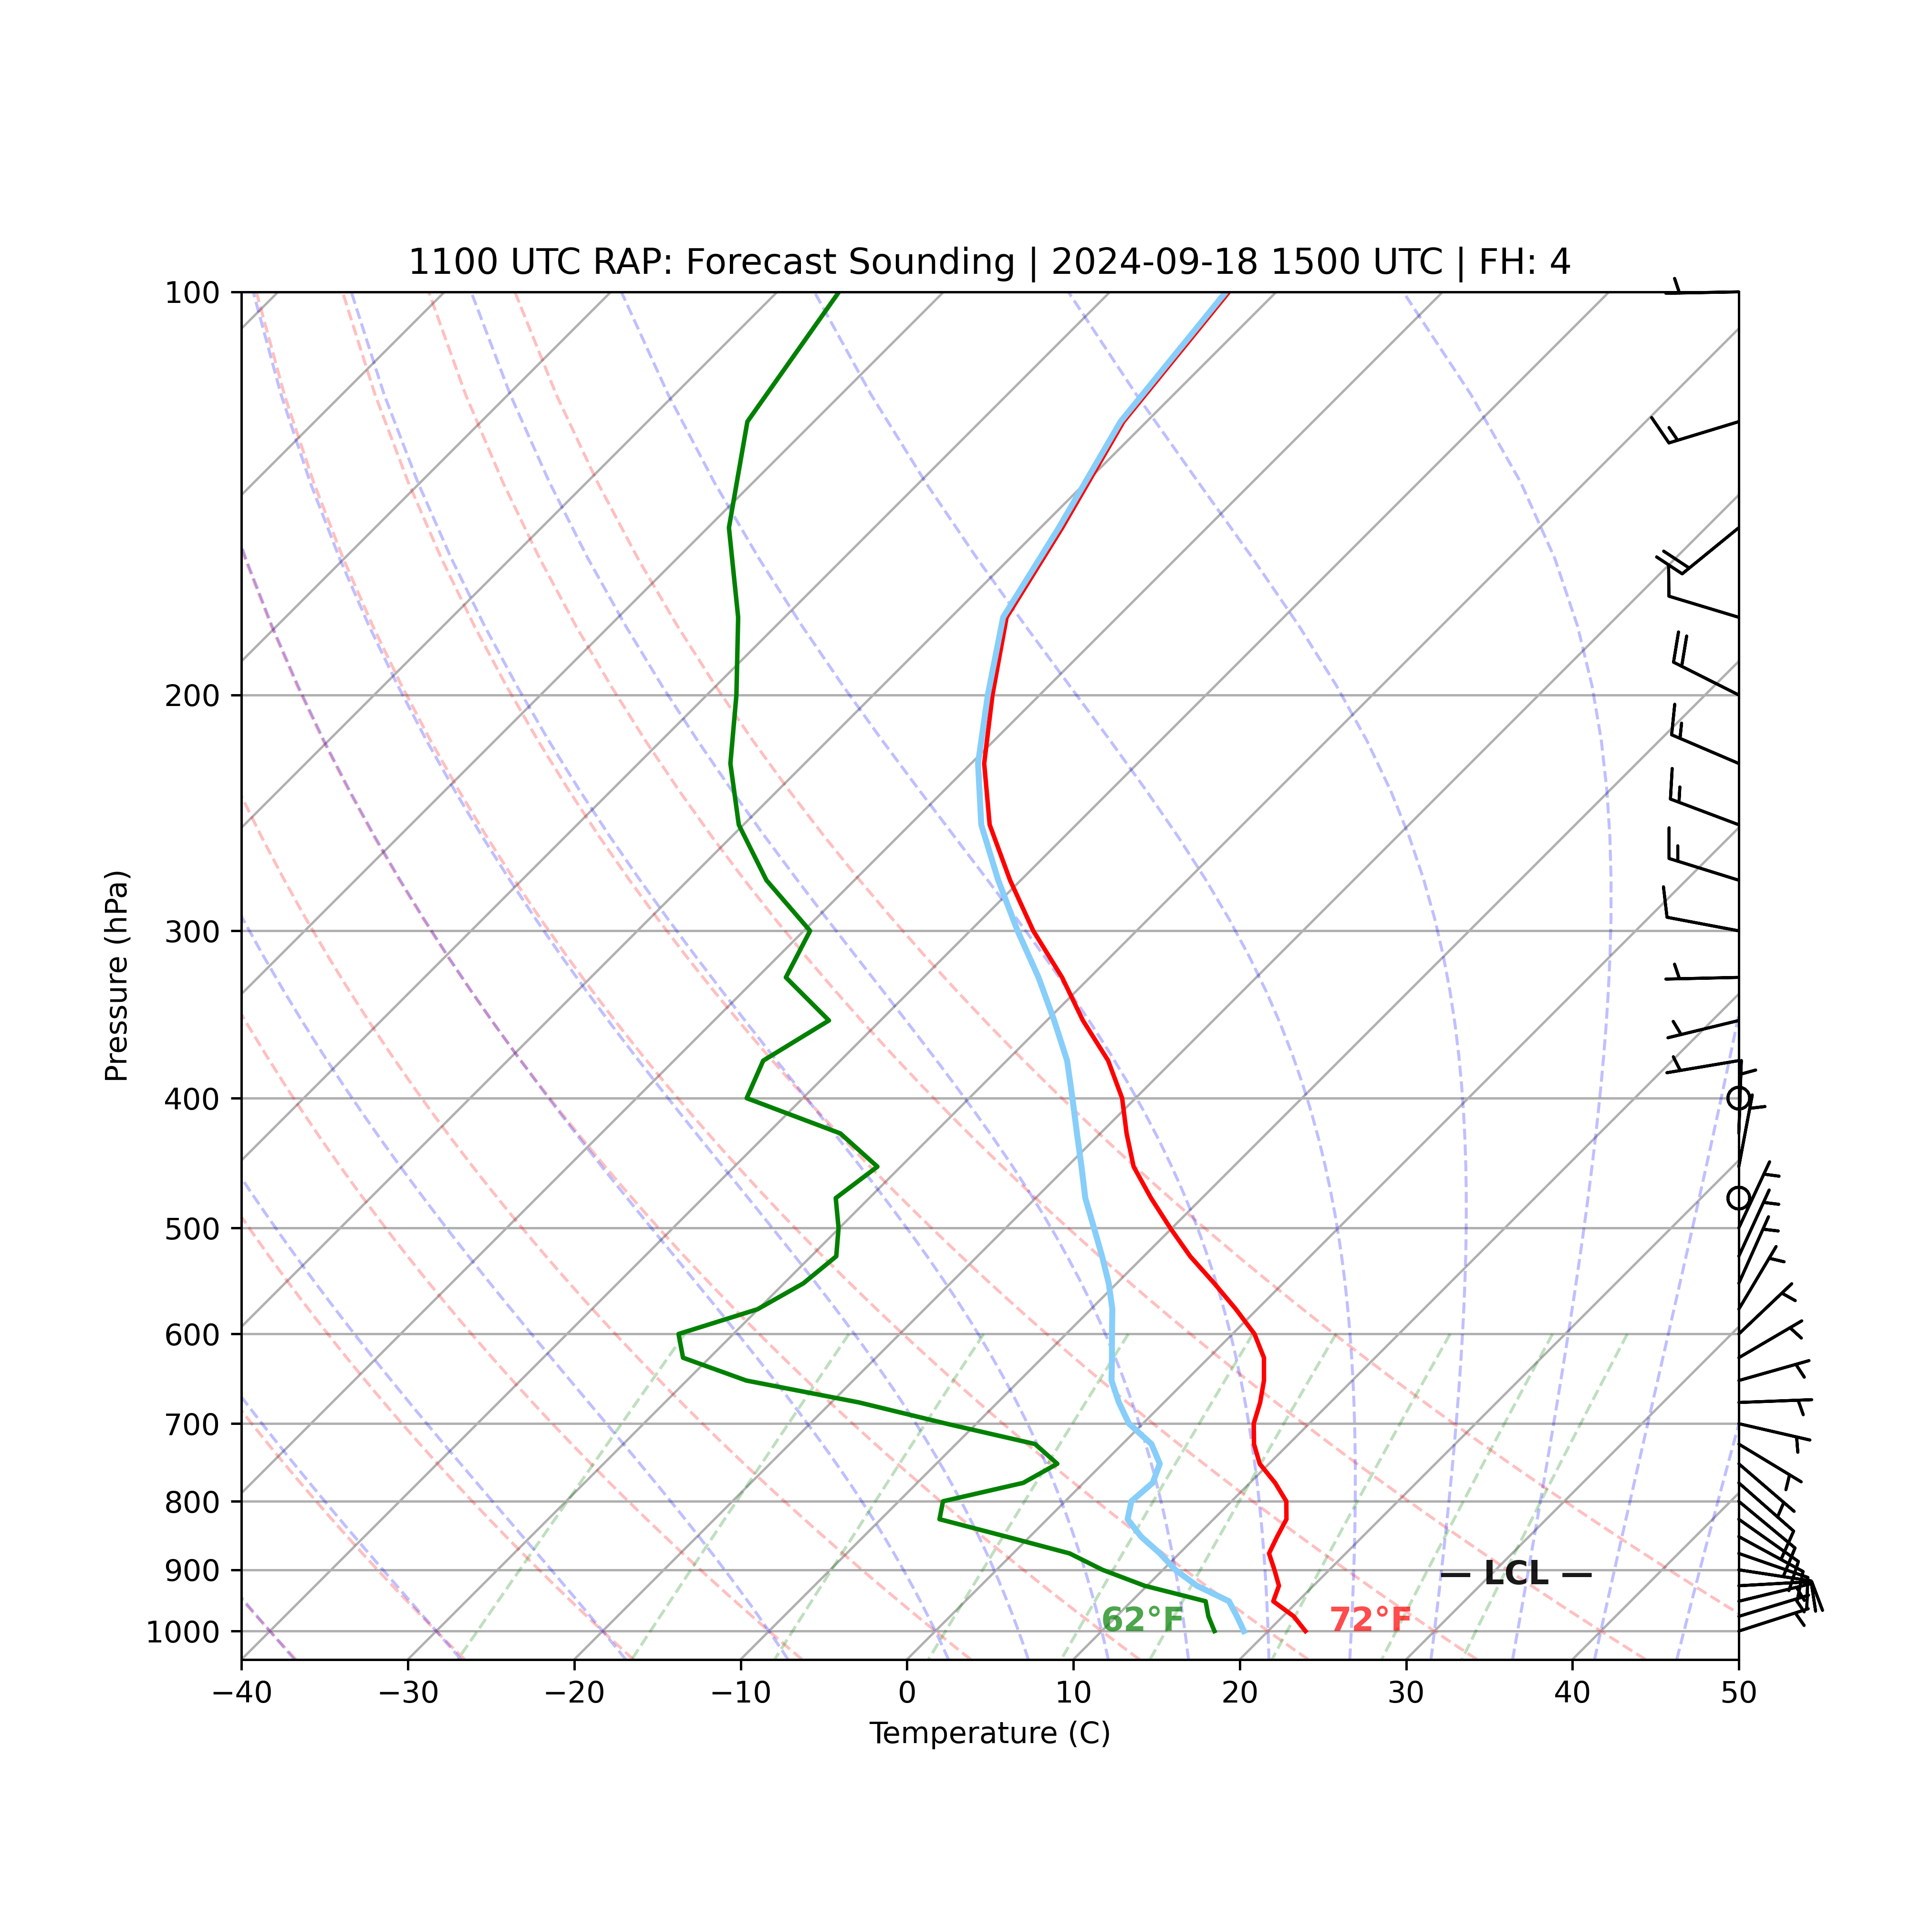 1100 UTC RAP: Forecast Sounding | 2024-09-18 1500 UTC | FH: 4
100
200
300
400
500
600
700
800
900
1000
Pressure (hPa)
— LCL —
62°F 72°F
−40 −30 −20 −10 0 10 20 30 40 50
Temperature (C)